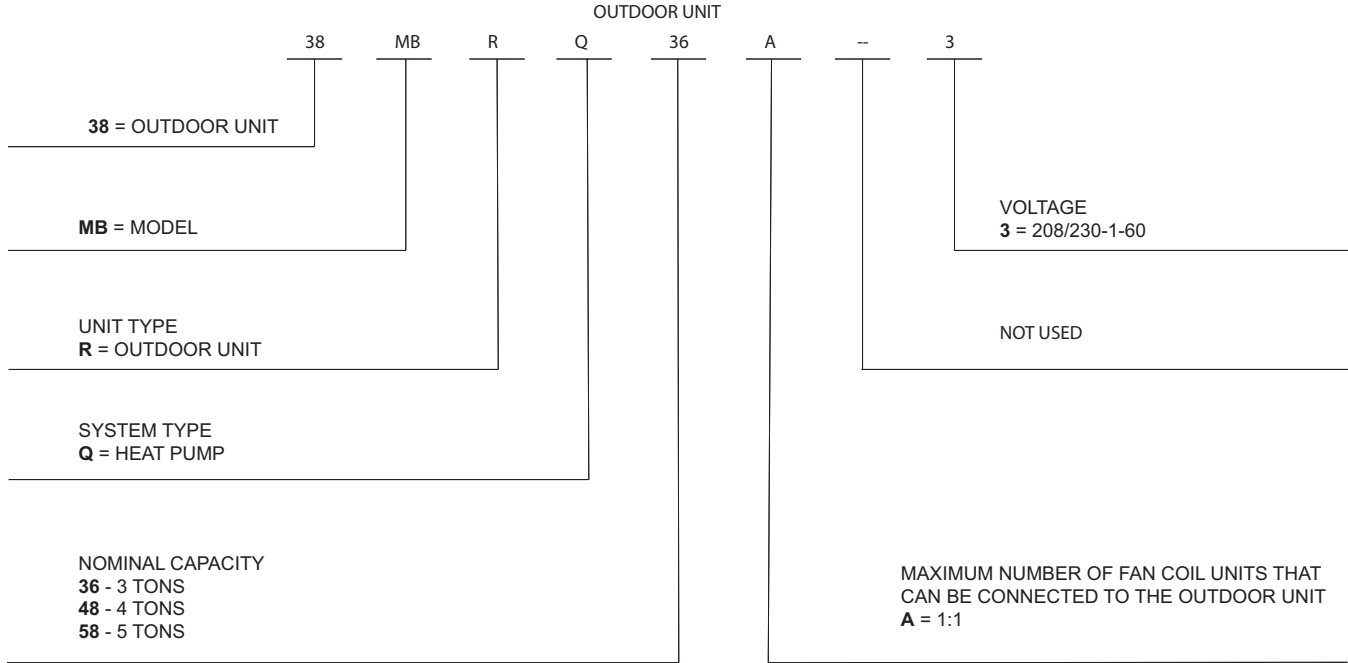 OUTDOOR UNIT
38 MB R Q 36 A -- 3
38 = OUTDOOR UNIT
MB = MODEL
UNIT TYPE
R = OUTDOOR UNIT
SYSTEM TYPE
Q = HEAT PUMP
NOMINAL CAPACITY
36 - 3 TONS
48 - 4 TONS
58 - 5 TONS
VOLTAGE
3 = 208/230-1-60
NOT USED
MAXIMUM NUMBER OF FAN COIL UNITS THAT
CAN BE CONNECTED TO THE OUTDOOR UNIT
A = 1:1